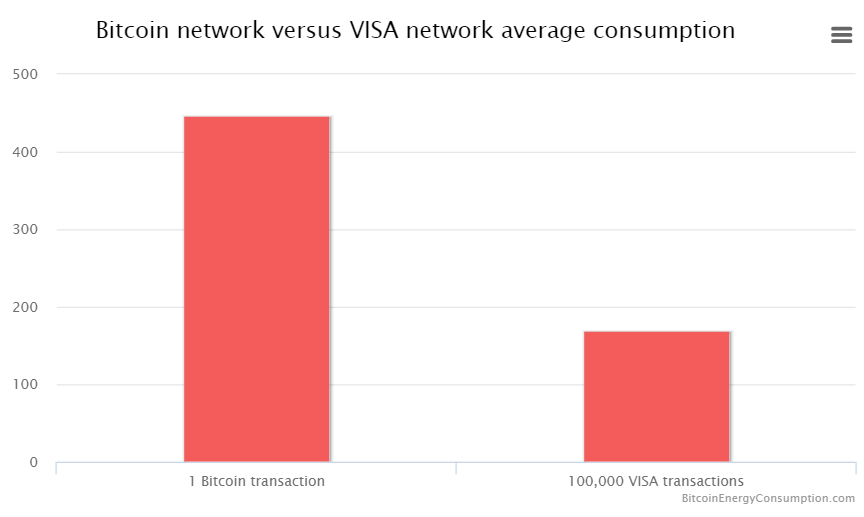 Bitcoin network versus VISA network average consumption
500
400
300
200
100
0
1 Bitcoin transaction
100,000 VISA transactions
BitcoinEnergyConsumption.com